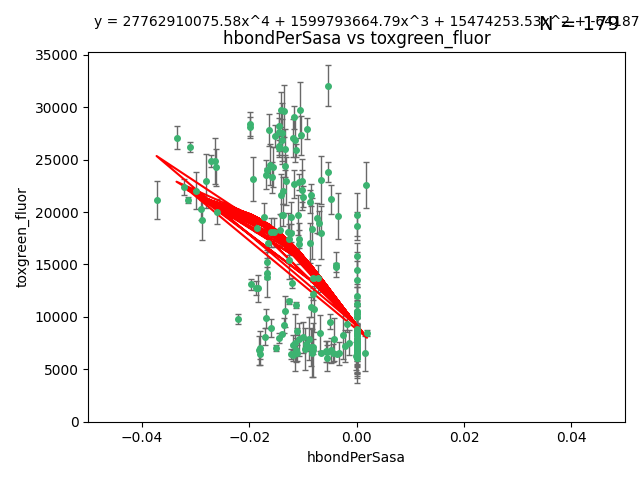 y = 27762910075.58x^4 + 1599793664.79x^3 + 15474253.53x^2 +
N = 179
hbondPerSasa vs toxgreen_fluor
35000
30000
25000
20000
15000
10000
5000
0
toxgreen_fluor
−0.04 −0.02 0.00 0.02 0.04
hbondPerSasa